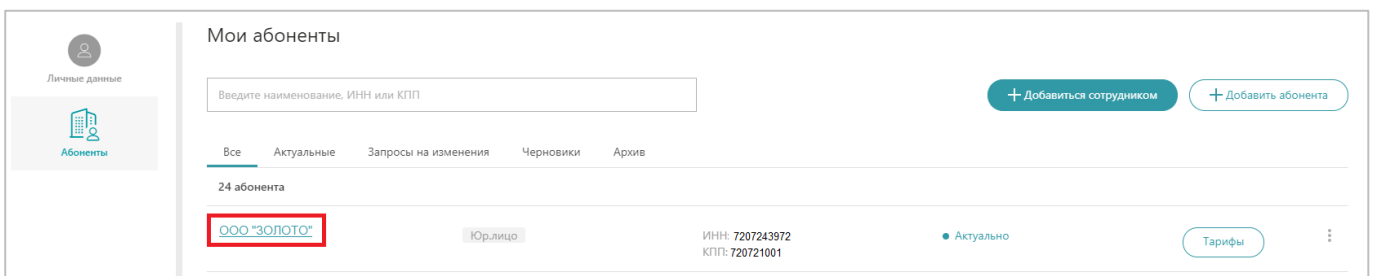 Мои абоненты
Личные данные
Введите наименование, ИНН или КПП
+ Добавиться сотрудником
+ Добавить абонента
Абоненты
Все Актуальные Запросы на изменения Черновики Архив
24 абонента
ООО "ЗОЛОТО"
Юр.лицо
ИНН: 7207243972
КПП: 720721001
Актуально
Тарифы